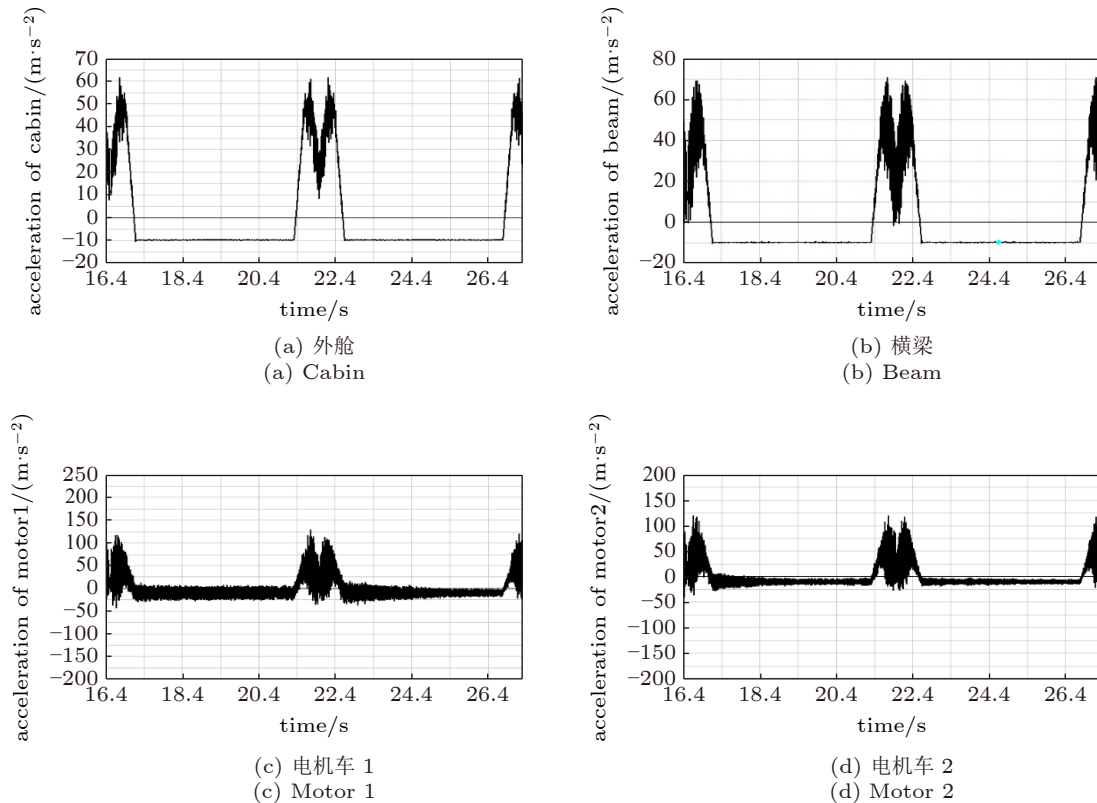 acceleration of cabin/(m·s⁻²)
70
60
50
40
30
20
10
0
−10
−20
16.4 18.4 20.4 22.4 24.4 26.4
time/s
(a) 外舱
(a) Cabin
acceleration of beam/(m·s⁻²)
80
60
40
20
0
−20
16.4 18.4 20.4 22.4 24.4 26.4
time/s
(b) 横梁
(b) Beam
acceleration of motor1/(m·s⁻²)
250
200
150
100
50
0
−50
−100
−150
−200
16.4 18.4 20.4 22.4 24.4 26.4
time/s
(c) 电机车 1
(c) Motor 1
acceleration of motor2/(m·s⁻²)
200
150
100
50
0
−50
−100
−150
−200
16.4 18.4 20.4 22.4 24.4 26.4
time/s
(d) 电机车 2
(d) Motor 2